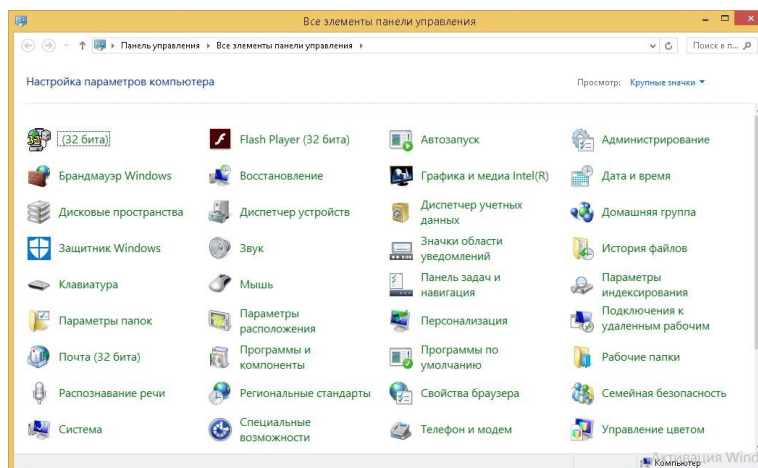 Все элементы панели управления
Панель управления ▸ Все элементы панели управления ▸
Поиск в п...
Настройка параметров компьютера
Просмотр: Крупные значки
(32 бита)
Flash Player (32 бита)
Автозапуск
Администрирование
Брандмауэр Windows
Восстановление
Графика и медиа Intel(R)
Дата и время
Дисковые пространства
Диспетчер устройств
Диспетчер учетных
данных
Домашняя группа
Защитник Windows
Звук
Значки области
уведомлений
История файлов
Клавиатура
Мышь
Панель задач и
навигация
Параметры
индексирования
Параметры папок
Параметры
расположения
Персонализация
Подключения к
удаленным рабочим
Почта (32 бита)
Программы и
компоненты
Программы по
умолчанию
Рабочие папки
Распознавание речи
Региональные стандарты
Свойства браузера
Семейная безопасность
Система
Специальные
возможности
Телефон и модем
Управление цветом
Активация Wind
Компьютер